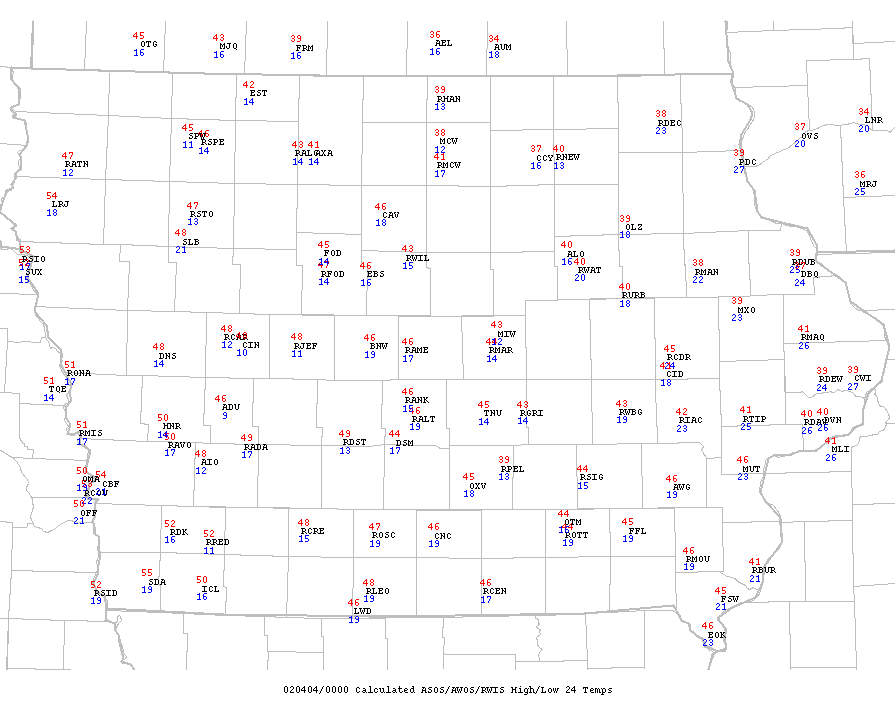 45 OTG 16
43 MJQ 16
39 FRM 16
36 AEL 16
34 AUM 18
42 EST 14
39 RHAN 13
38 RDEC 23
34 LNR 20
37 OVS 20
45 SPW 11
46 RSPE 14
43 RAL 14
41 AXA 14
38 MCW 12
41 RMCW 17
37 CCY 16
40 RNEW 13
39 PDC 27
47 RATN 12
36 MRJ 25
54 LRJ 18
47 RSTO 13
46 CAV 18
39 OLZ 18
48 SLB 21
53 RSIO
SUX 15
45 FOD 14
47 RFOD 14
46 EBS 16
43 RWIL 15
40 ALO 16
40 RWAT 20
38 RMAN 22
39 RDUB
DBQ 24
40 RURB 18
39 MXO 23
48 DNS 14
48 RCAR 12
CIN 10
48 RJEF 11
46 BNW 19
46 RAME 17
43 MIW 12
RMAR 14
45 RCDR 24
CID 18
41 RMAQ 26
51 RONA 17
51 TQE 14
39 RDEW 24
39 CWI 27
46 ADU 9
46 RANK 15
46 RALT 19
45 TNU 14
43 RGRI 14
43 RWBG 19
42 RIAC 23
41 RTIP 25
40 RDAV 26
40 DVN 26
51 RMIS 17
50 HNR 14
50 RAVO 17
49 RADA 17
49 RDST 13
44 DSM 17
41 MLI 26
48 AIO 12
39 RPEL 13
45 OXV 18
44 RSIG 15
46 AWG 19
46 MUT 23
50 OMA
54 CBF 21
RCOU 22
OFF 21
52 RDK 16
52 RRED 11
48 RCRE 15
47 ROSC 19
46 CNC 19
44 OTM 16
ROTT 19
45 FFL 19
46 RMOU 19
41 RBUR 21
52 RSID 19
55 SDA 19
50 ICL 16
48 RLEO 19
46 LWD 19
46 RCEN 17
45 FSW 21
46 EOK 23
020404/0000 Calculated ASOS/AWOS/RWIS High/Low 24 Temps